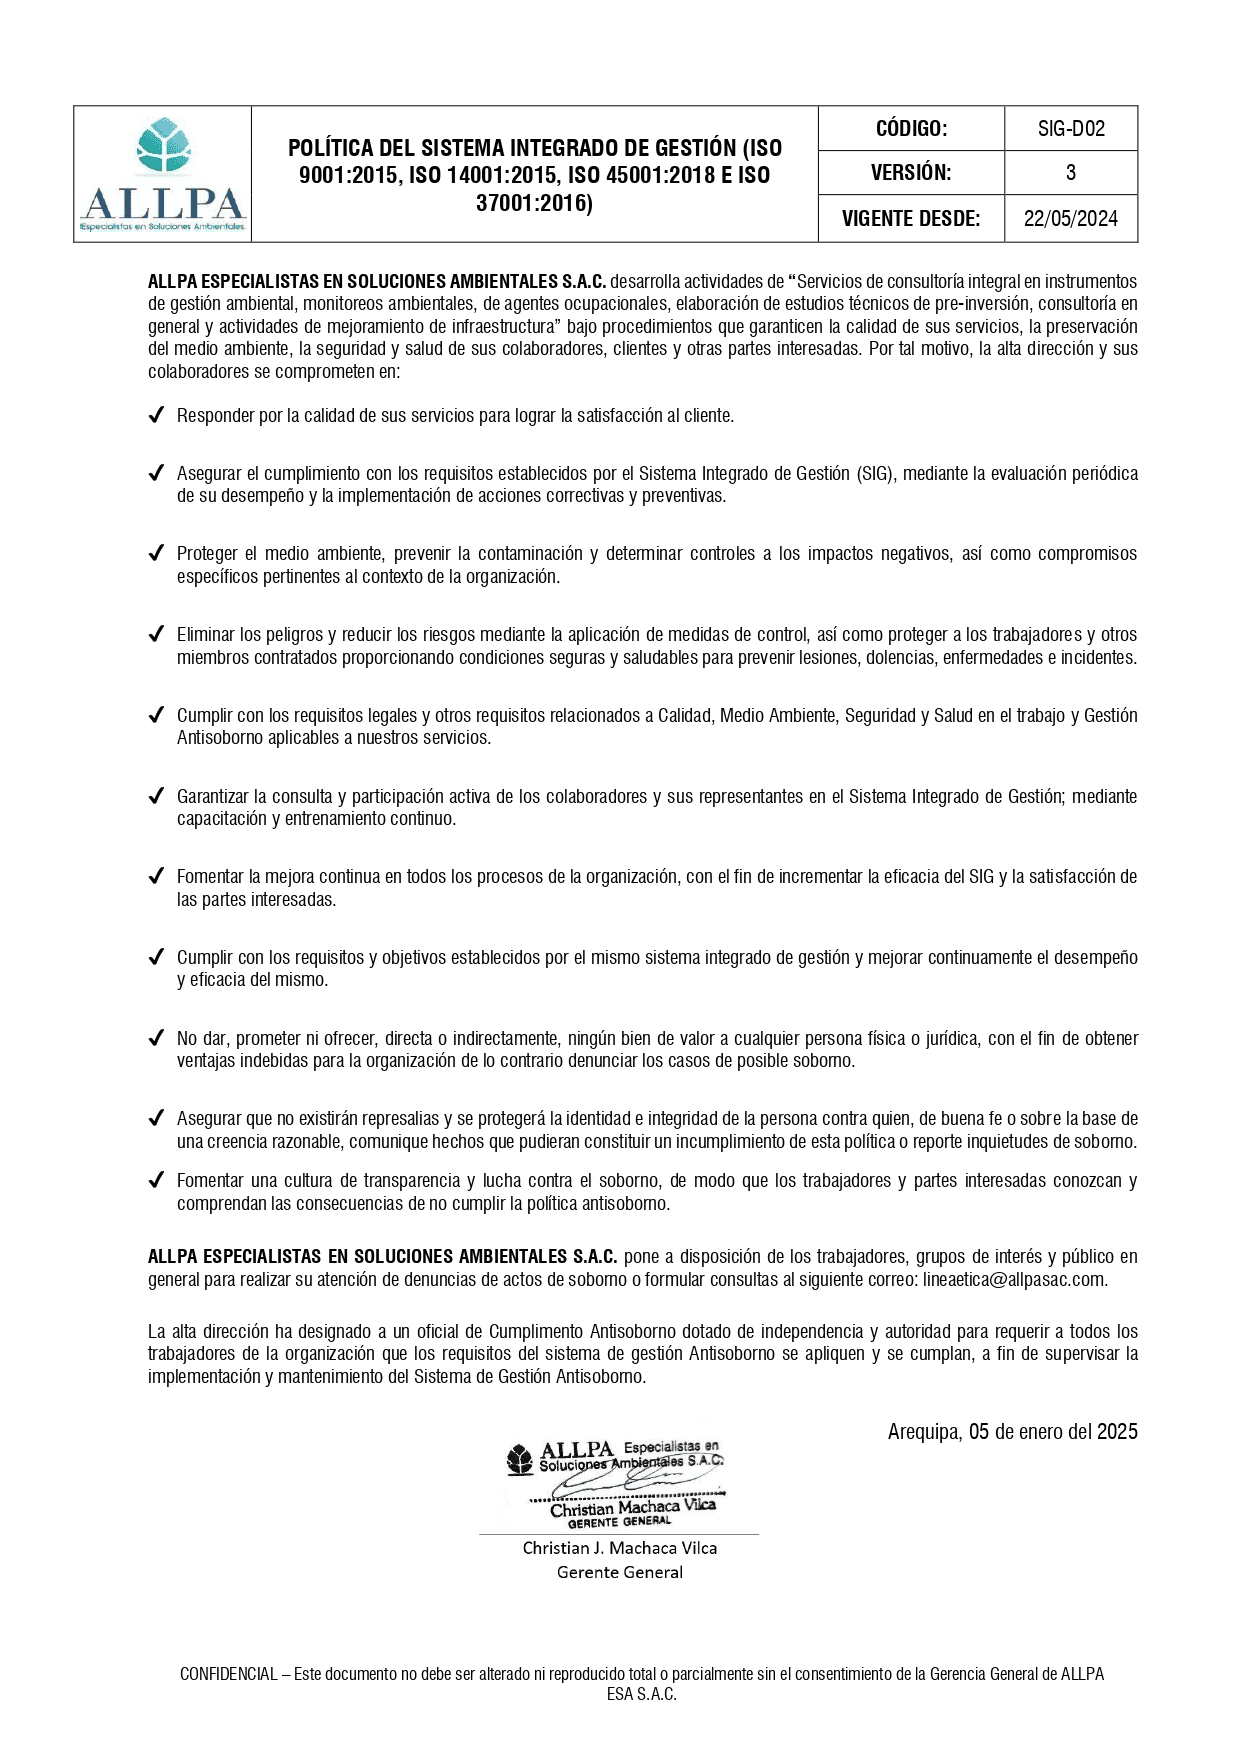 ALLPA
Especialistas en Soluciones Ambientales.
POLÍTICA DEL SISTEMA INTEGRADO DE GESTIÓN (ISO
9001:2015, ISO 14001:2015, ISO 45001:2018 E ISO
37001:2016)
CÓDIGO: SIG-D02
VERSIÓN: 3
VIGENTE DESDE: 22/05/2024
ALLPA ESPECIALISTAS EN SOLUCIONES AMBIENTALES S.A.C. desarrolla actividades de “Servicios de consultoría integral en instrumentos
de gestión ambiental, monitoreos ambientales, de agentes ocupacionales, elaboración de estudios técnicos de pre-inversión, consultoría en
general y actividades de mejoramiento de infraestructura” bajo procedimientos que garanticen la calidad de sus servicios, la preservación
del medio ambiente, la seguridad y salud de sus colaboradores, clientes y otras partes interesadas. Por tal motivo, la alta dirección y sus
colaboradores se comprometen en:
✔ Responder por la calidad de sus servicios para lograr la satisfacción al cliente.
✔ Asegurar el cumplimiento con los requisitos establecidos por el Sistema Integrado de Gestión (SIG), mediante la evaluación periódica
de su desempeño y la implementación de acciones correctivas y preventivas.
✔ Proteger el medio ambiente, prevenir la contaminación y determinar controles a los impactos negativos, así como compromisos
específicos pertinentes al contexto de la organización.
✔ Eliminar los peligros y reducir los riesgos mediante la aplicación de medidas de control, así como proteger a los trabajadores y otros
miembros contratados proporcionando condiciones seguras y saludables para prevenir lesiones, dolencias, enfermedades e incidentes.
✔ Cumplir con los requisitos legales y otros requisitos relacionados a Calidad, Medio Ambiente, Seguridad y Salud en el trabajo y Gestión
Antisoborno aplicables a nuestros servicios.
✔ Garantizar la consulta y participación activa de los colaboradores y sus representantes en el Sistema Integrado de Gestión; mediante
capacitación y entrenamiento continuo.
✔ Fomentar la mejora continua en todos los procesos de la organización, con el fin de incrementar la eficacia del SIG y la satisfacción de
las partes interesadas.
✔ Cumplir con los requisitos y objetivos establecidos por el mismo sistema integrado de gestión y mejorar continuamente el desempeño
y eficacia del mismo.
✔ No dar, prometer ni ofrecer, directa o indirectamente, ningún bien de valor a cualquier persona física o jurídica, con el fin de obtener
ventajas indebidas para la organización de lo contrario denunciar los casos de posible soborno.
✔ Asegurar que no existirán represalias y se protegerá la identidad e integridad de la persona contra quien, de buena fe o sobre la base de
una creencia razonable, comunique hechos que pudieran constituir un incumplimiento de esta política o reporte inquietudes de soborno.
✔ Fomentar una cultura de transparencia y lucha contra el soborno, de modo que los trabajadores y partes interesadas conozcan y
comprendan las consecuencias de no cumplir la política antisoborno.
ALLPA ESPECIALISTAS EN SOLUCIONES AMBIENTALES S.A.C. pone a disposición de los trabajadores, grupos de interés y público en
general para realizar su atención de denuncias de actos de soborno o formular consultas al siguiente correo: lineaetica@allpasac.com.
La alta dirección ha designado a un oficial de Cumplimento Antisoborno dotado de independencia y autoridad para requerir a todos los
trabajadores de la organización que los requisitos del sistema de gestión Antisoborno se apliquen y se cumplan, a fin de supervisar la
implementación y mantenimiento del Sistema de Gestión Antisoborno.
Arequipa, 05 de enero del 2025
ALLPA Especialistas en
Soluciones Ambientales S.A.C.
Christian Machaca Vilca
GERENTE GENERAL
Christian J. Machaca Vilca
Gerente General
CONFIDENCIAL – Este documento no debe ser alterado ni reproducido total o parcialmente sin el consentimiento de la Gerencia General de ALLPA
ESA S.A.C.